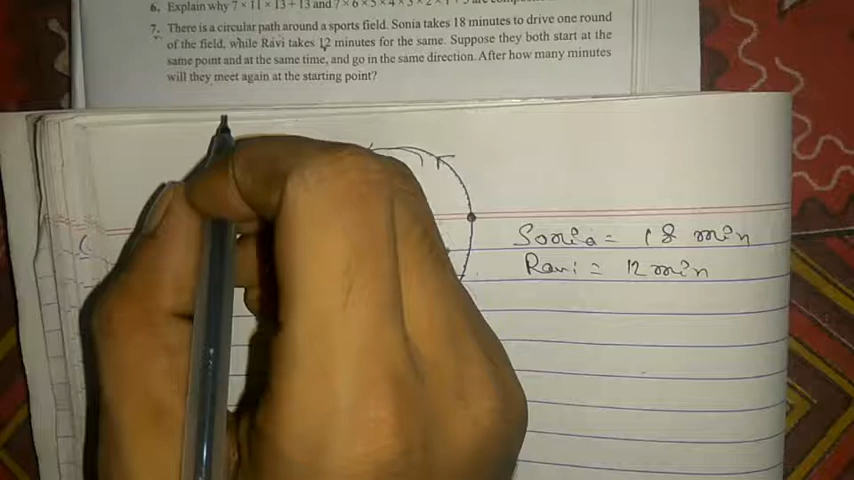 6. Explain why 7 × 11 × 13 + 13 and 7 × 6 × 5 × 4 × 3 × 2 × 1 + 5 are
7. There is a circular path around a sports field. Sonia takes 18 minutes to drive one round
of the field, while Ravi takes 12 minutes for the same. Suppose they both start at the
same point and at the same time, and go in the same direction. After how many minutes
will they meet again at the starting point?
Sonia = 18 min
Ravi = 12 min